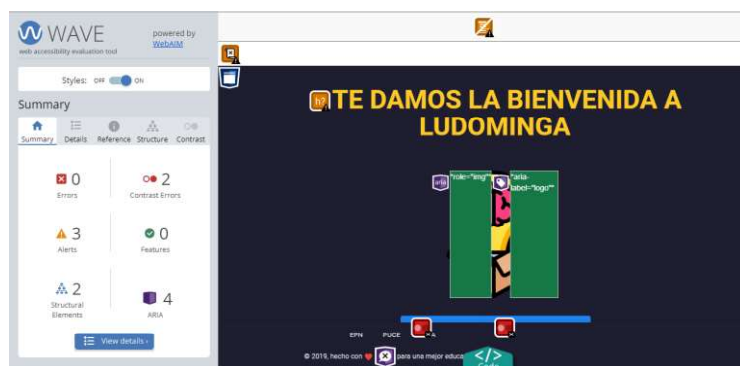 WAVE
web accessibility evaluation tool
powered by
WebAIM
Styles: OFF ON
Summary
Summary Details Reference Structure Contrast
0
Errors
2
Contrast Errors
3
Alerts
0
Features
2
Structural
Elements
4
ARIA
View details ›
h?
TE DAMOS LA BIENVENIDA A
LUDOMINGA
aria
*role="img"*
*aria-
label="logo"*
EPN PUCE
© 2019, hecho con para una mejor educa
</>
Code